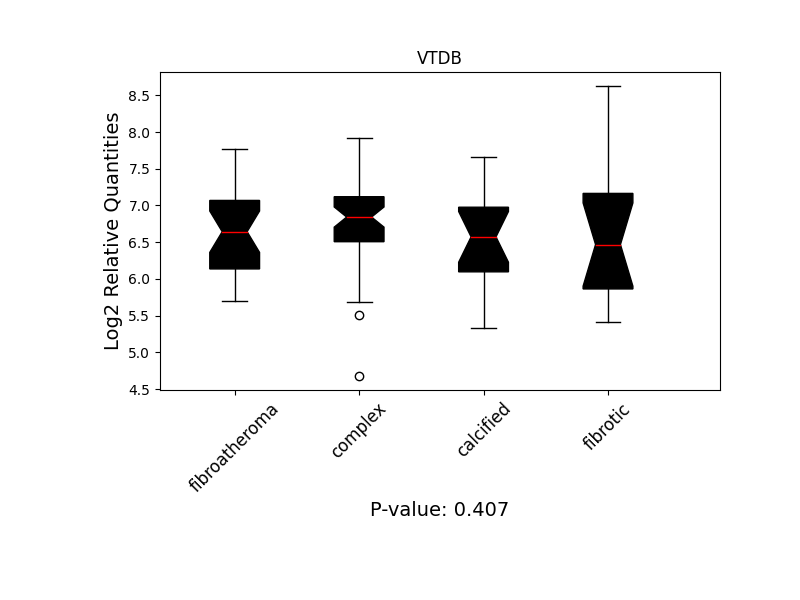 VTDB
Log2 Relative Quantities
8.5
8.0
7.5
7.0
6.5
6.0
5.5
5.0
4.5
fibroatheroma
complex
calcified
fibrotic
P-value: 0.407